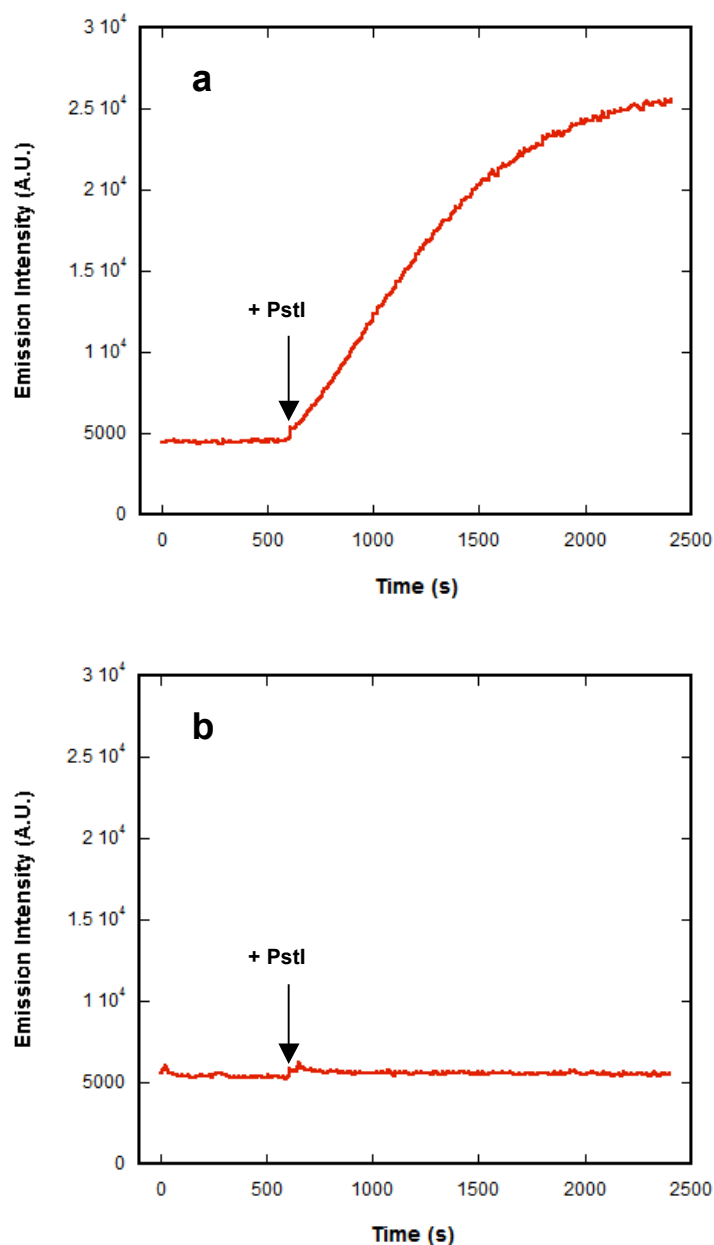 3 10⁴
a
2.5 10⁴
2 10⁴
1.5 10⁴
+ PstI
1 10⁴
5000
0
Emission Intensity (A.U.)
0 500 1000 1500 2000 2500
Time (s)
3 10⁴
b
2.5 10⁴
2 10⁴
1.5 10⁴
+ PstI
1 10⁴
5000
0
Emission Intensity (A.U.)
0 500 1000 1500 2000 2500
Time (s)